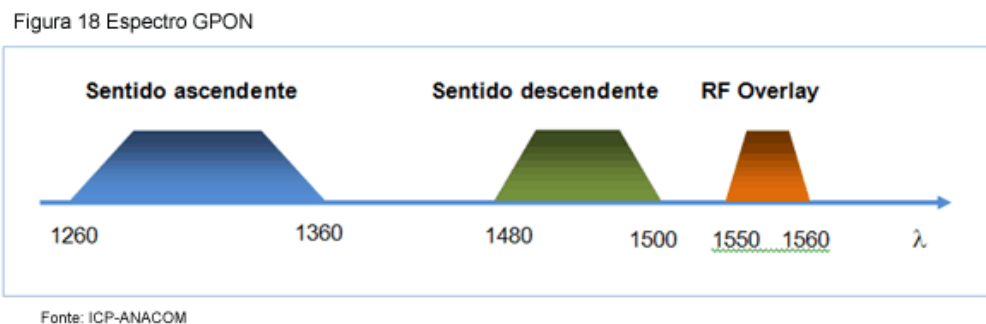 Figura 18 Espectro GPON
Sentido ascendente Sentido descendente RF Overlay
1260 1360 1480 1500 1550 1560 λ
Fonte: ICP-ANACOM